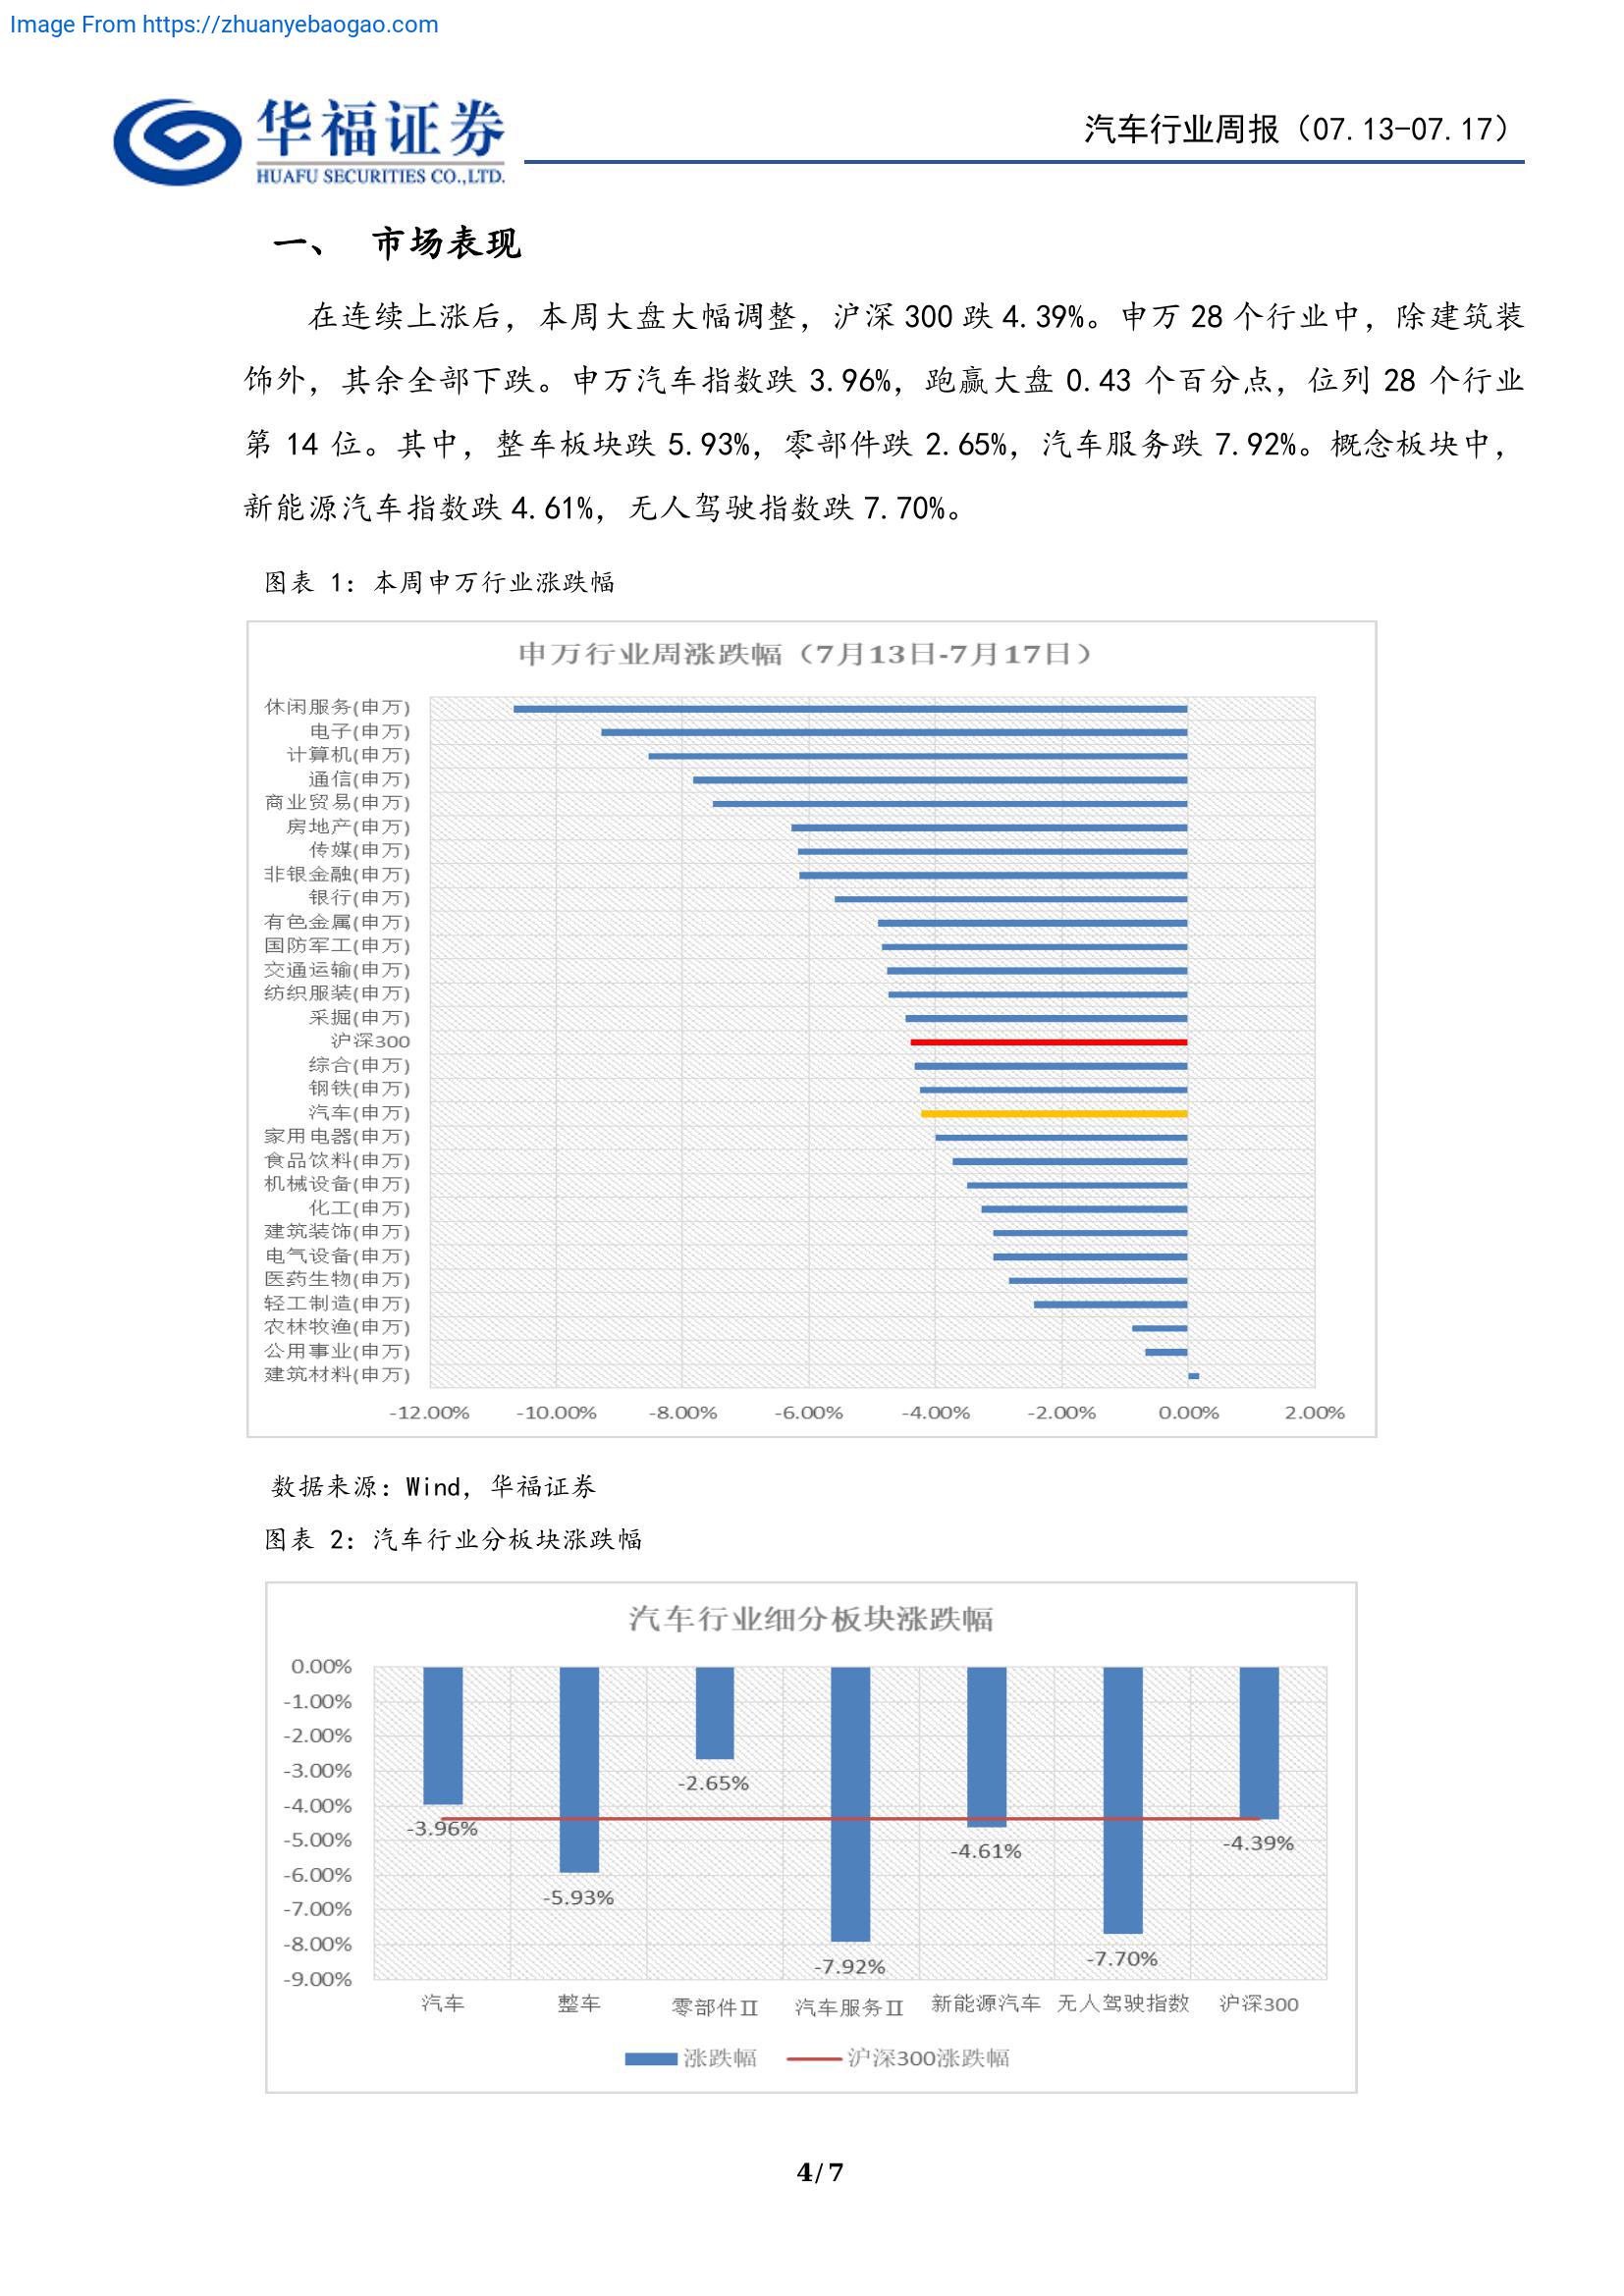 Image From https://zhuanyebaogao.com
华福证券
HUAFU SECURITIES CO.,LTD.
汽车行业周报（07.13-07.17）
一、 市场表现
在连续上涨后，本周大盘大幅调整，沪深 300 跌 4.39%。申万 28 个行业中，除建筑装
饰外，其余全部下跌。申万汽车指数跌 3.96%，跑赢大盘 0.43 个百分点，位列 28 个行业
第 14 位。其中，整车板块跌 5.93%，零部件跌 2.65%，汽车服务跌 7.92%。概念板块中，
新能源汽车指数跌 4.61%，无人驾驶指数跌 7.70%。
图表 1：本周申万行业涨跌幅
申万行业周涨跌幅（7月13日-7月17日）
休闲服务(申万)
电子(申万)
计算机(申万)
通信(申万)
商业贸易(申万)
房地产(申万)
传媒(申万)
非银金融(申万)
银行(申万)
有色金属(申万)
国防军工(申万)
交通运输(申万)
纺织服装(申万)
采掘(申万)
沪深300
综合(申万)
钢铁(申万)
汽车(申万)
家用电器(申万)
食品饮料(申万)
机械设备(申万)
化工(申万)
建筑装饰(申万)
电气设备(申万)
医药生物(申万)
轻工制造(申万)
农林牧渔(申万)
公用事业(申万)
建筑材料(申万)
-12.00% -10.00% -8.00% -6.00% -4.00% -2.00% 0.00% 2.00%
数据来源：Wind，华福证券
图表 2：汽车行业分板块涨跌幅
汽车行业细分板块涨跌幅
0.00%
-1.00%
-2.00%
-3.00%
-4.00%
-5.00%
-6.00%
-7.00%
-8.00%
-9.00%
-3.96%
-5.93%
-2.65%
-7.92%
-4.61%
-7.70%
-4.39%
汽车 整车 零部件Ⅱ 汽车服务Ⅱ 新能源汽车 无人驾驶指数 沪深300
涨跌幅 沪深300涨跌幅
4/7